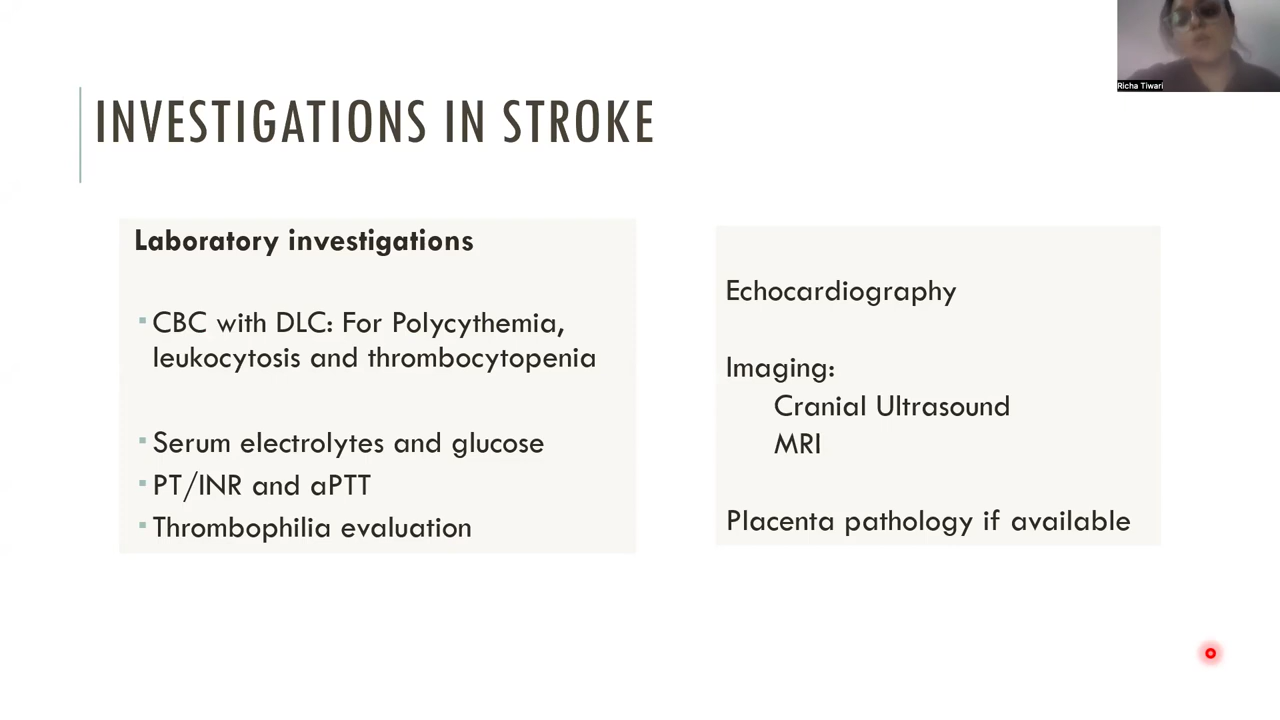 Richa Tiwari
INVESTIGATIONS IN STROKE
Laboratory investigations
CBC with DLC: For Polycythemia,
leukocytosis and thrombocytopenia
Serum electrolytes and glucose
PT/INR and aPTT
Thrombophilia evaluation
Echocardiography
Imaging:
Cranial Ultrasound
MRI
Placenta pathology if available